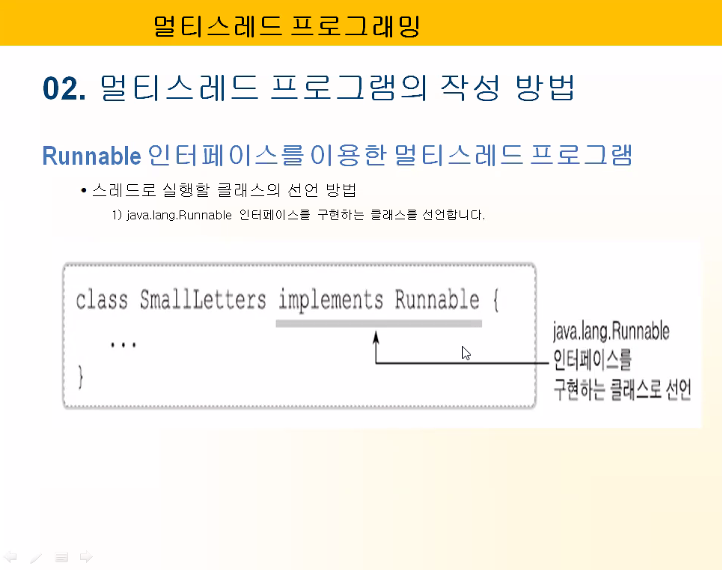 멀티스레드 프로그래밍
02. 멀티스레드 프로그램의 작성 방법
Runnable 인터페이스를 이용한 멀티스레드 프로그램
• 스레드로 실행할 클래스의 선언 방법
1) java.lang.Runnable 인터페이스를 구현하는 클래스를 선언합니다.
class SmallLetters implements Runnable {
...
}
java.lang.Runnable
인터페이스를
구현하는 클래스로 선언